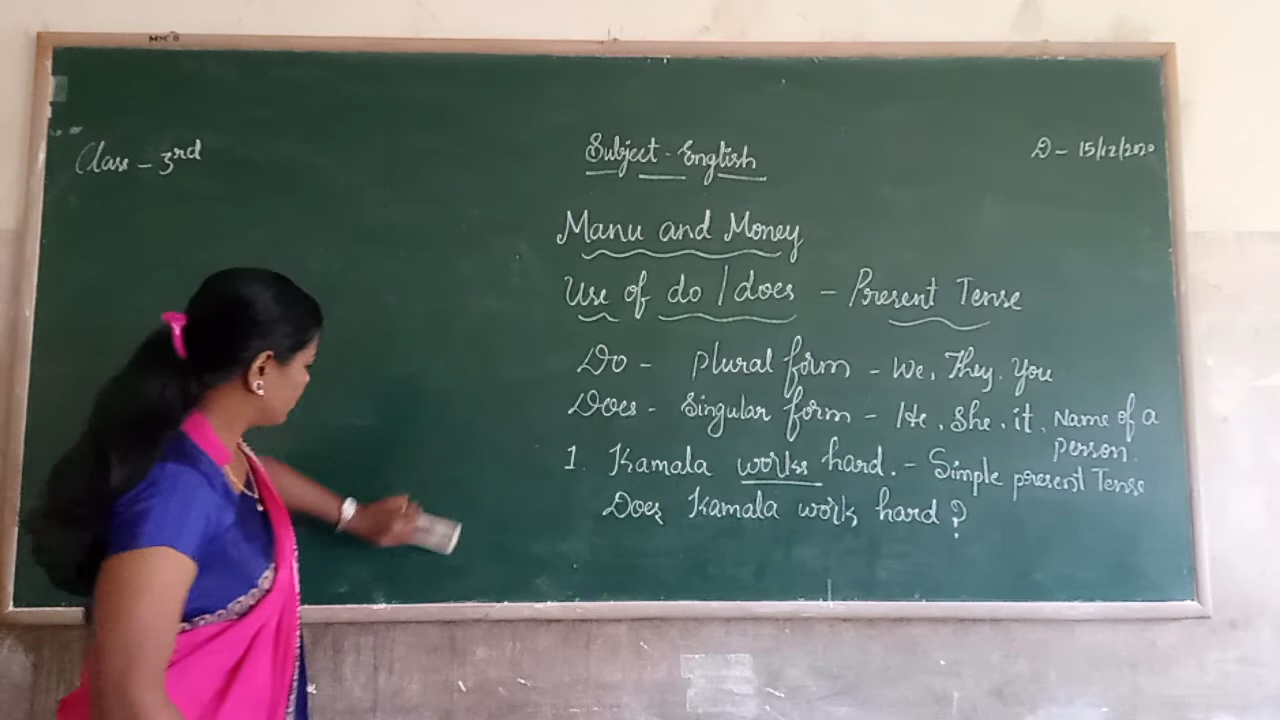 MYC B
Class - 3rd
Subject - English
D - 15/12/2020
Manu and Money
Use of do / does - Present Tense
Do - plural form - We, They, You
Does - Singular form - He, She, it, Name of a person.
1. Kamala works hard. - Simple present Tense
Does Kamala work hard ?